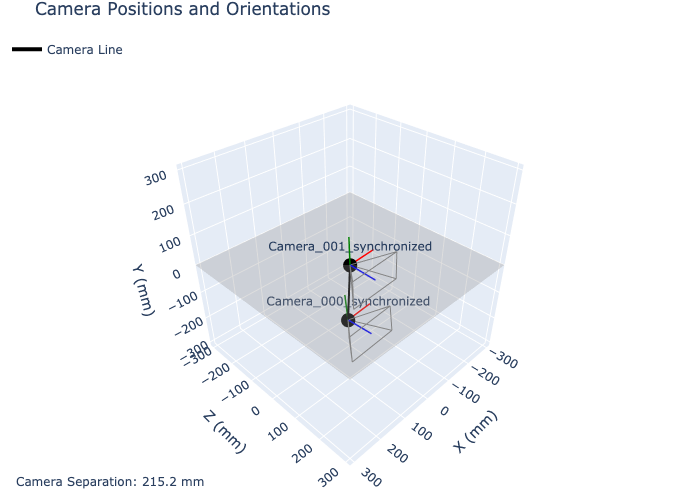 Camera Positions and Orientations
Camera Line
300
200
100
0
−100
−200
−300
Y (mm)
Camera_001_synchronized
Camera_000_synchronized
−300
−200
−100
0
100
200
300
Z (mm)
−300
−200
−100
0
100
200
300
X (mm)
Camera Separation: 215.2 mm